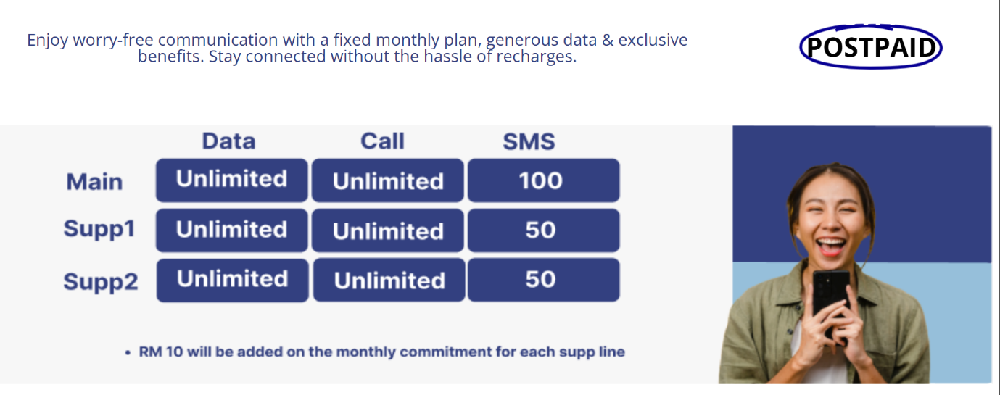 Enjoy worry-free communication with a fixed monthly plan, generous data & exclusive
benefits. Stay connected without the hassle of recharges.
POSTPAID
Data Call SMS
Main Unlimited Unlimited 100
Supp1 Unlimited Unlimited 50
Supp2 Unlimited Unlimited 50
• RM 10 will be added on the monthly commitment for each supp line